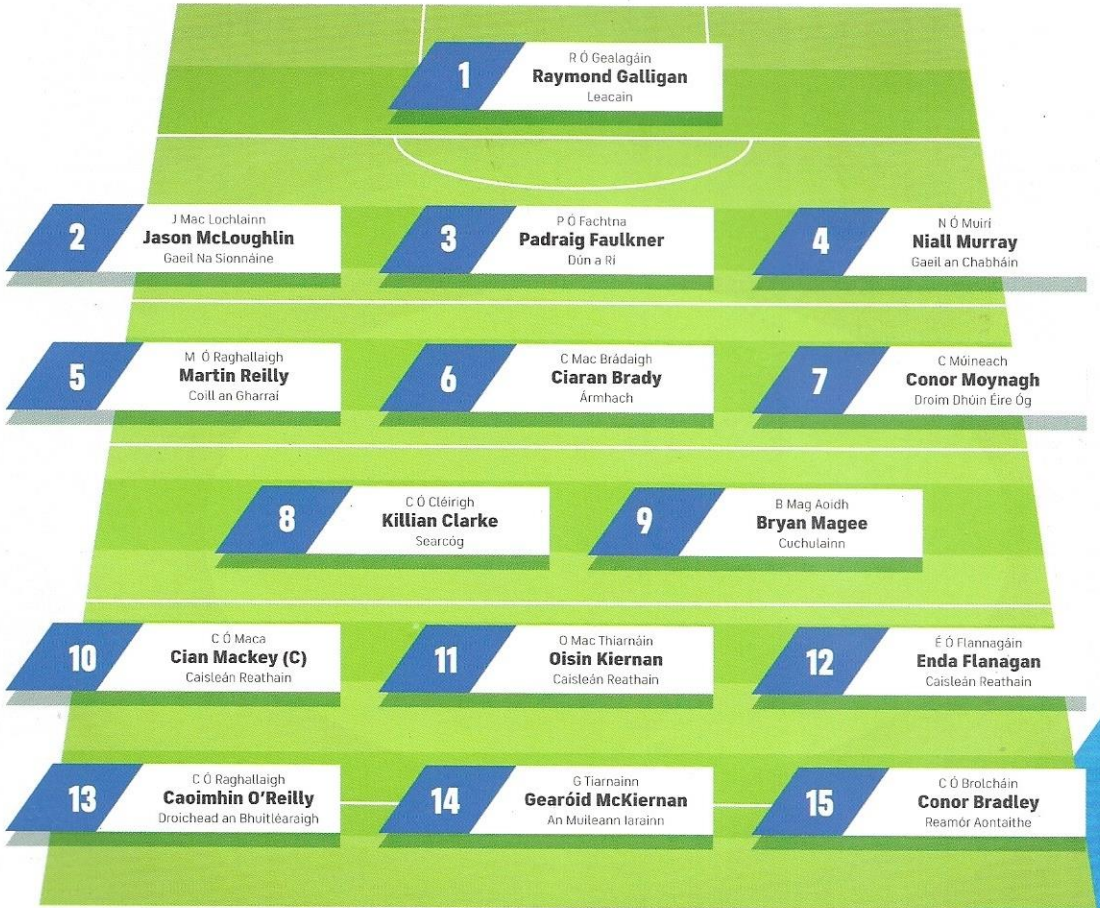 1
R Ó Gealagáin
Raymond Galligan
Leacain
2
J Mac Lochlainn
Jason McLoughlin
Gaeil Na Sionnáine
3
P Ó Fachtna
Padraig Faulkner
Dún a Rí
4
N Ó Muirí
Niall Murray
Gaeil an Chabháin
5
M Ó Raghallaigh
Martin Reilly
Coill an Gharraí
6
C Mac Brádaigh
Ciaran Brady
Ármhach
7
C Múineach
Conor Moynagh
Droim Dhúin Éire Óg
8
C Ó Cléirigh
Killian Clarke
Searcóg
9
B Mag Aoidh
Bryan Magee
Cuchulainn
10
C Ó Maca
Cian Mackey (C)
Caisleán Reathain
11
O Mac Thiarnáin
Oisin Kiernan
Caisleán Reathain
12
É Ó Flannagáin
Enda Flanagan
Caisleán Reathain
13
C Ó Raghallaigh
Caoimhin O'Reilly
Droichead an Bhuitléaraigh
14
G Tiarnainn
Gearóid McKiernan
An Muileann Iarainn
15
C Ó Brolcháin
Conor Bradley
Reamór Aontaithe